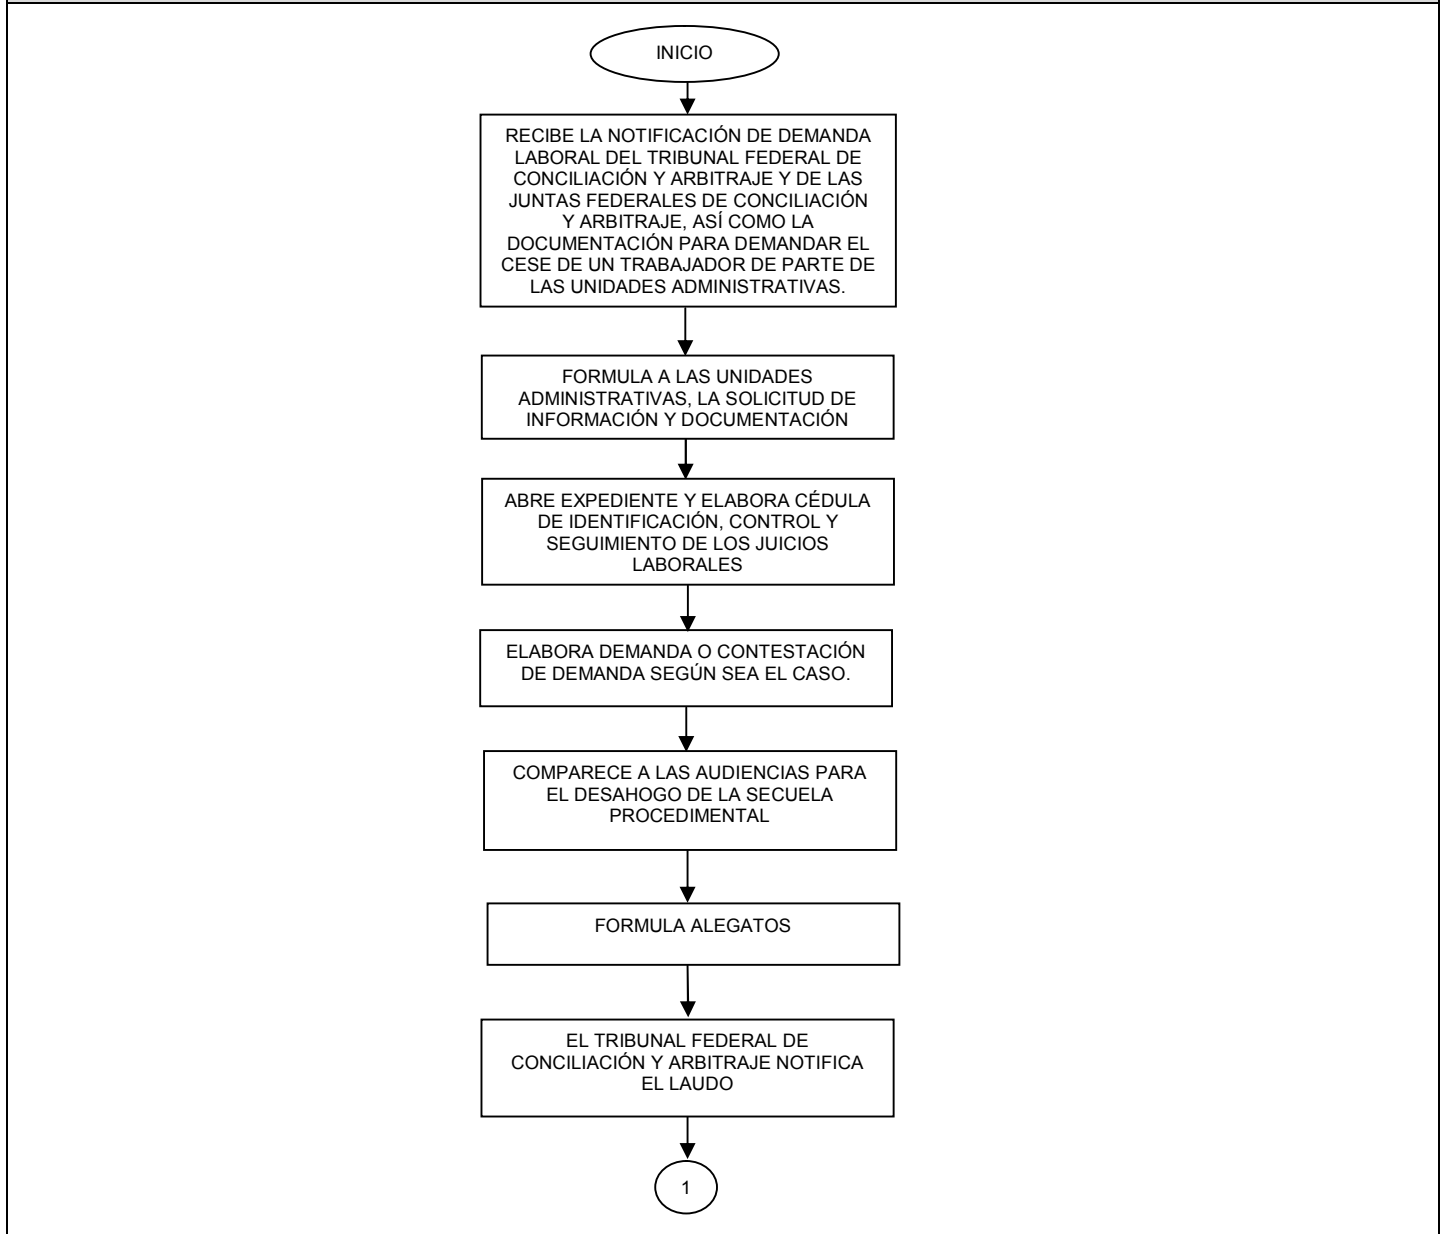 INICIO
RECIBE LA NOTIFICACIÓN DE DEMANDA
LABORAL DEL TRIBUNAL FEDERAL DE
CONCILIACIÓN Y ARBITRAJE Y DE LAS
JUNTAS FEDERALES DE CONCILIACIÓN
Y ARBITRAJE, ASÍ COMO LA
DOCUMENTACIÓN PARA DEMANDAR EL
CESE DE UN TRABAJADOR DE PARTE DE
LAS UNIDADES ADMINISTRATIVAS.
FORMULA A LAS UNIDADES
ADMINISTRATIVAS, LA SOLICITUD DE
INFORMACIÓN Y DOCUMENTACIÓN
ABRE EXPEDIENTE Y ELABORA CÉDULA
DE IDENTIFICACIÓN, CONTROL Y
SEGUIMIENTO DE LOS JUICIOS
LABORALES
ELABORA DEMANDA O CONTESTACIÓN
DE DEMANDA SEGÚN SEA EL CASO.
COMPARECE A LAS AUDIENCIAS PARA
EL DESAHOGO DE LA SECUELA
PROCEDIMENTAL
FORMULA ALEGATOS
EL TRIBUNAL FEDERAL DE
CONCILIACIÓN Y ARBITRAJE NOTIFICA
EL LAUDO
1